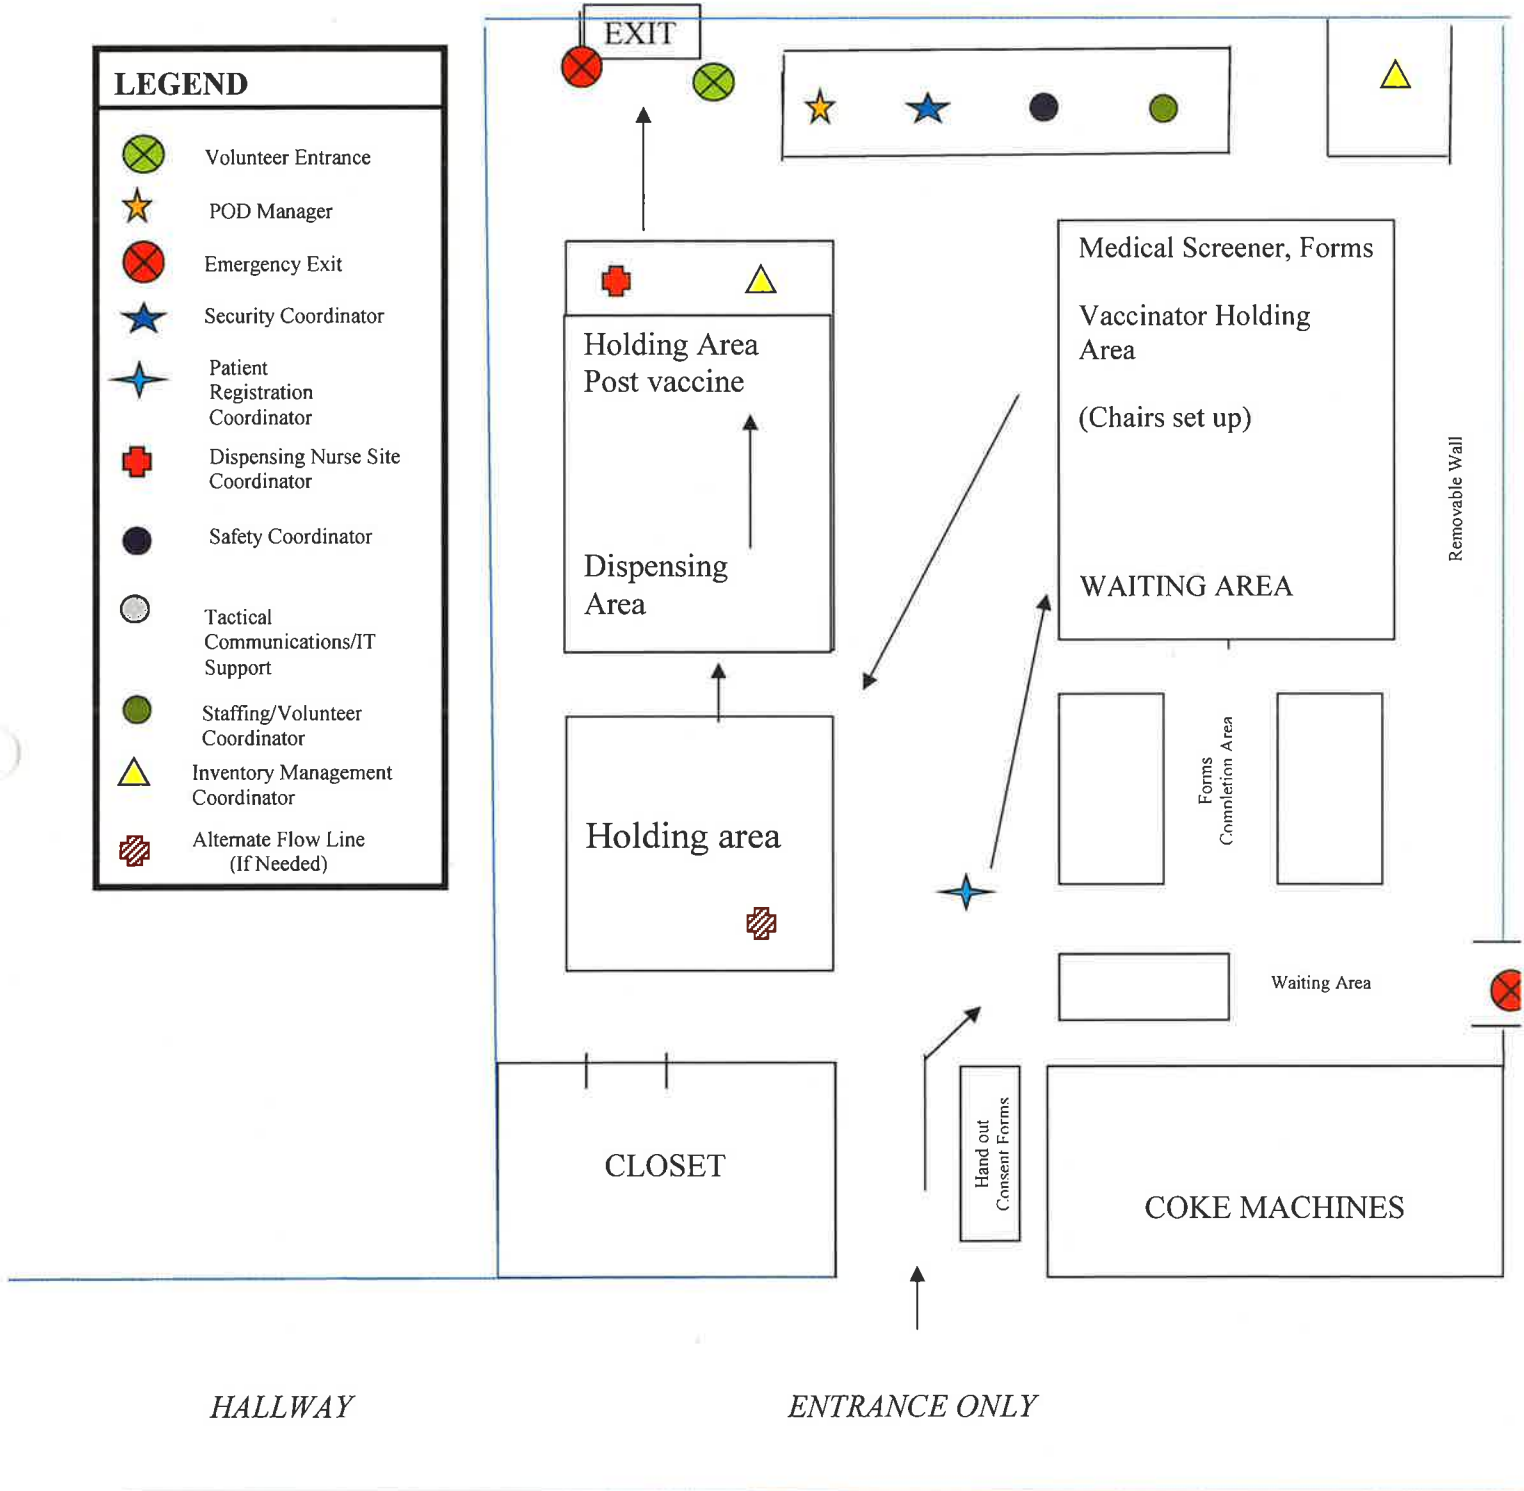 EXIT
LEGEND
Volunteer Entrance
POD Manager
Emergency Exit
Security Coordinator
Patient
Registration
Coordinator
Dispensing Nurse Site
Coordinator
Safety Coordinator
Tactical
Communications/IT
Support
Staffing/Volunteer
Coordinator
Inventory Management
Coordinator
Alternate Flow Line
(If Needed)
Holding Area
Post vaccine
Dispensing
Area
Medical Screener, Forms
Vaccinator Holding
Area
(Chairs set up)
WAITING AREA
Removable Wall
Forms
Completion Area
Holding area
Waiting Area
CLOSET
Hand out
Consent Forms
COKE MACHINES
HALLWAY
ENTRANCE ONLY